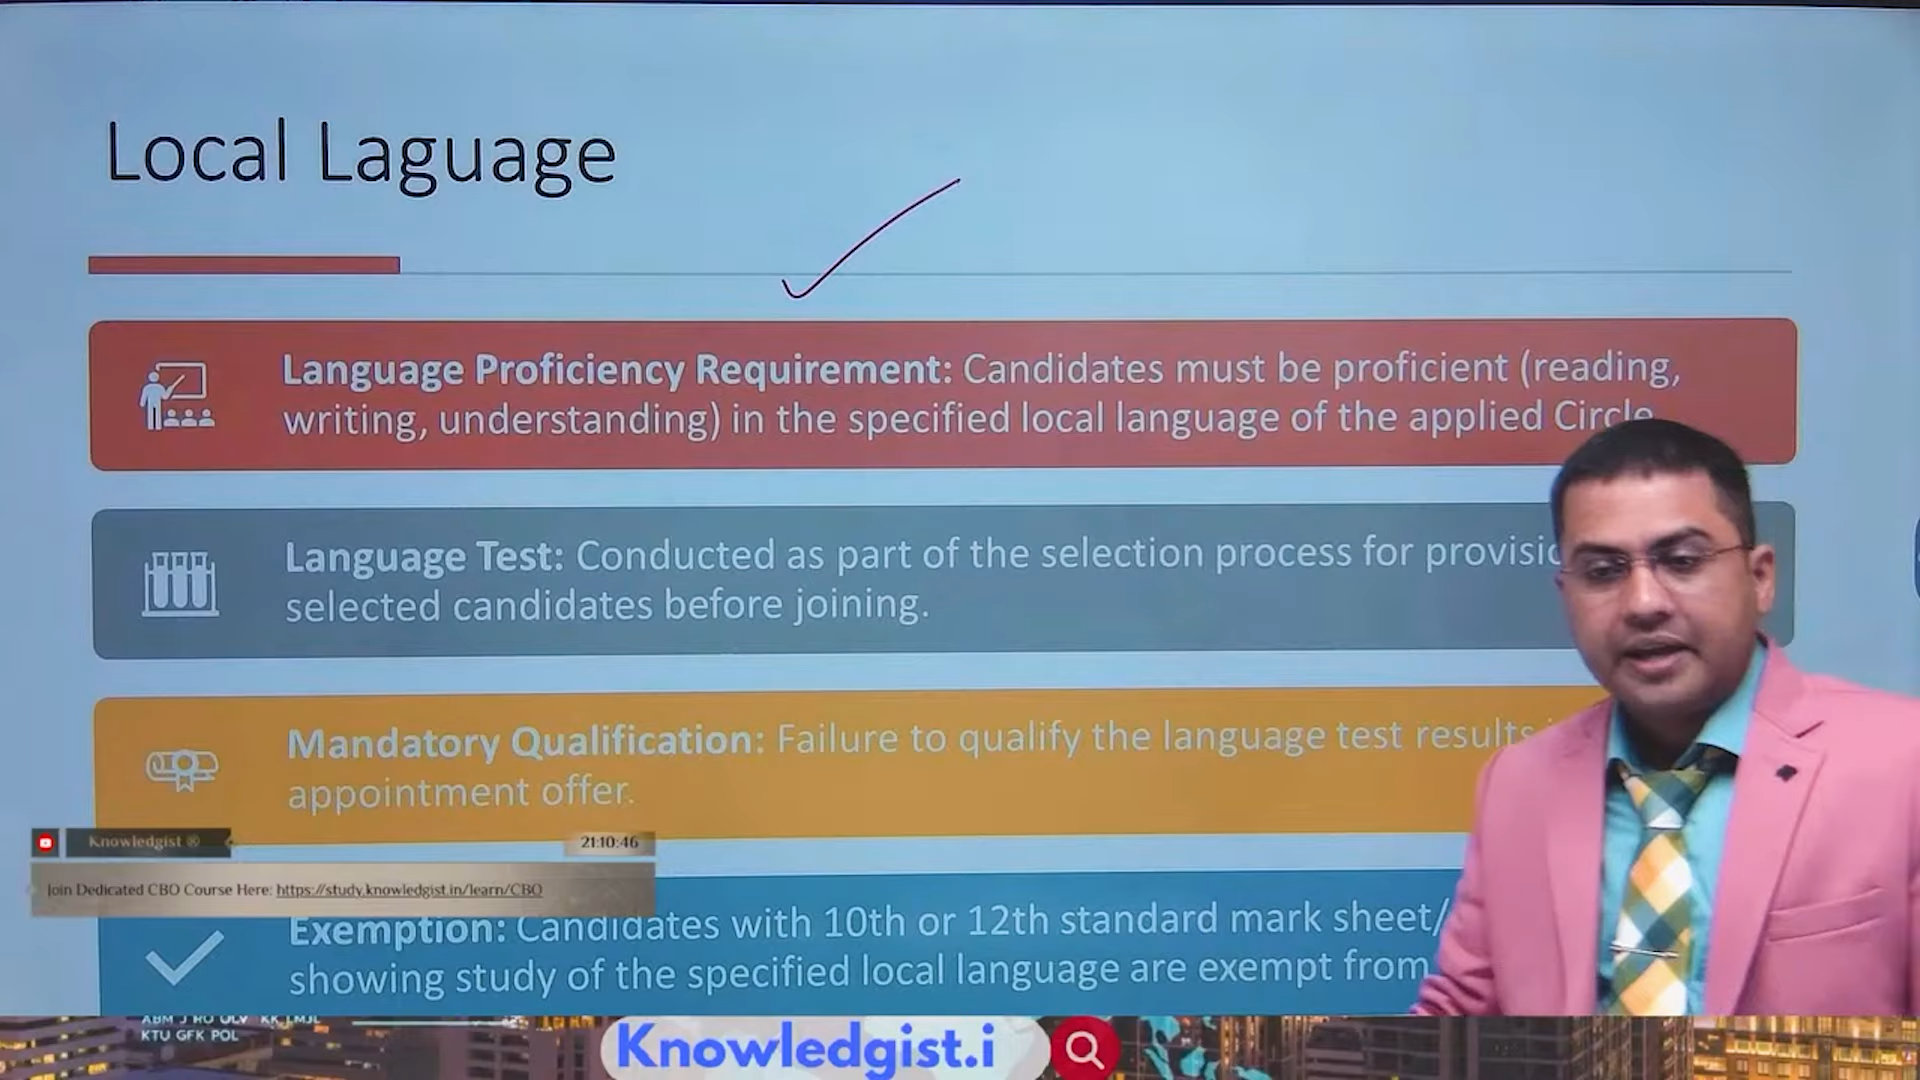 Local Laguage
Language Proficiency Requirement: Candidates must be proficient (reading,
writing, understanding) in the specified local language of the applied Circle
Language Test: Conducted as part of the selection process for
selected candidates before joining.
Mandatory Qualification: Failure to qualify the language test results
appointment offer.
Knowledgist ®
21:10:46
Join Dedicated CBO Course Here: https://study.knowledgist.in/learn/CBO
Exemption: Candidates with 10th or 12th standard mark sheet/
showing study of the specified local language are exempt from
KTU GFK POL
Knowledgist.i